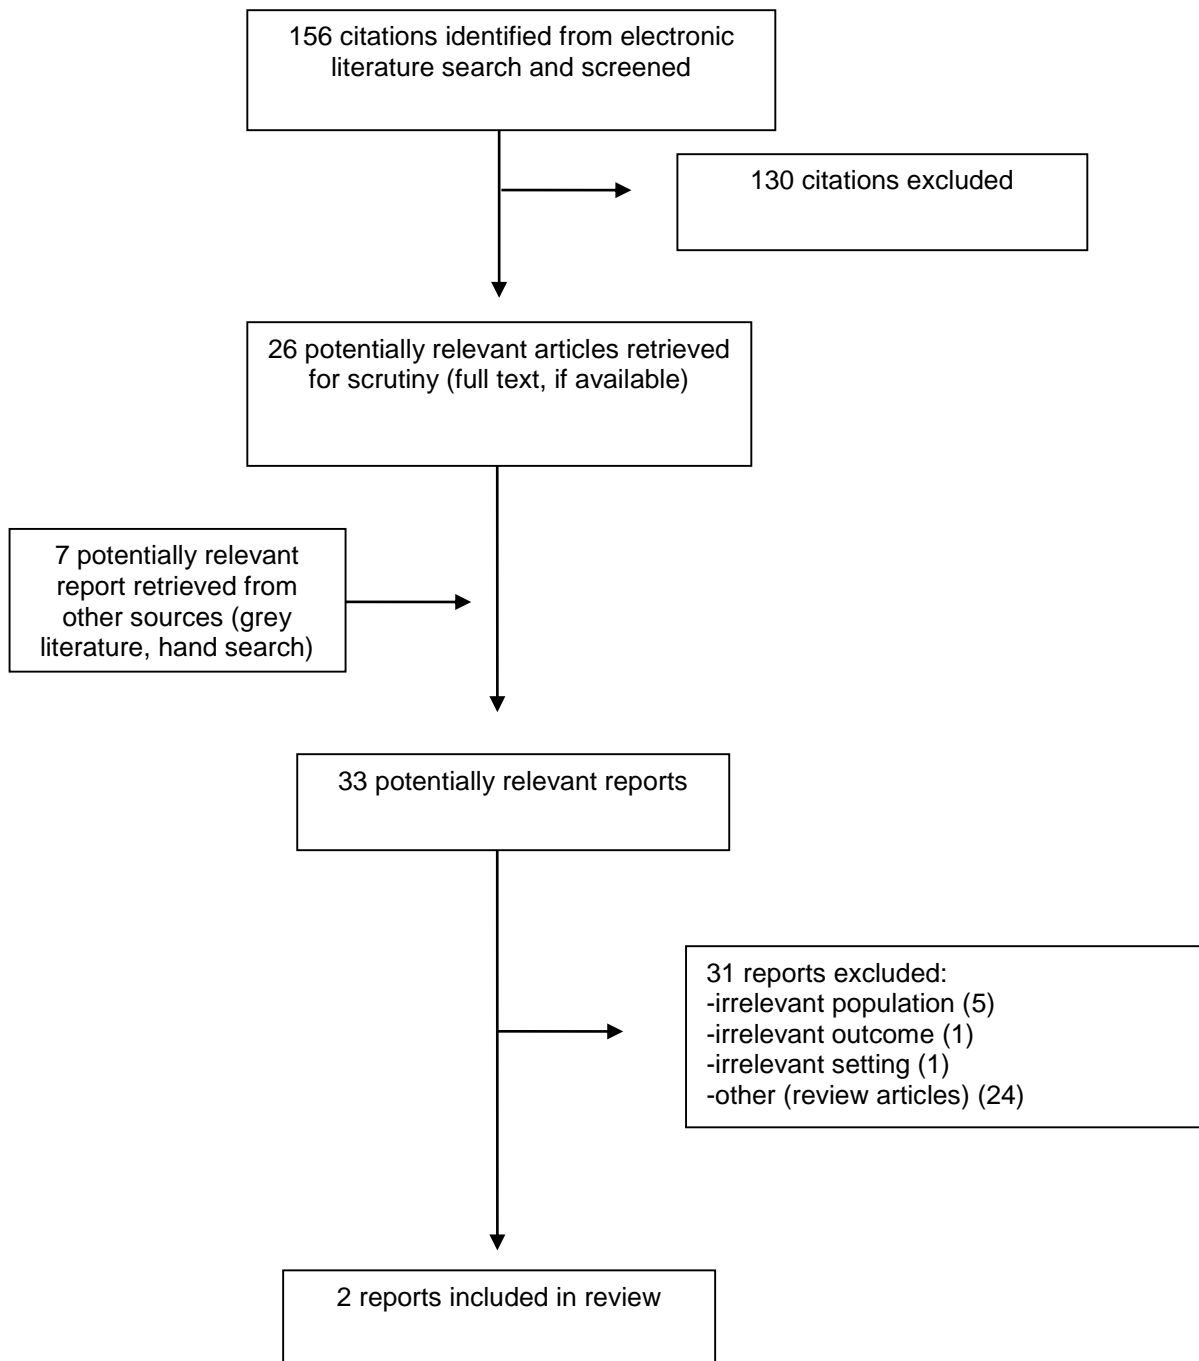 156 citations identified from electronic
literature search and screened
130 citations excluded
26 potentially relevant articles retrieved
for scrutiny (full text, if available)
7 potentially relevant
report retrieved from
other sources (grey
literature, hand search)
33 potentially relevant reports
31 reports excluded:
-irrelevant population (5)
-irrelevant outcome (1)
-irrelevant setting (1)
-other (review articles) (24)
2 reports included in review